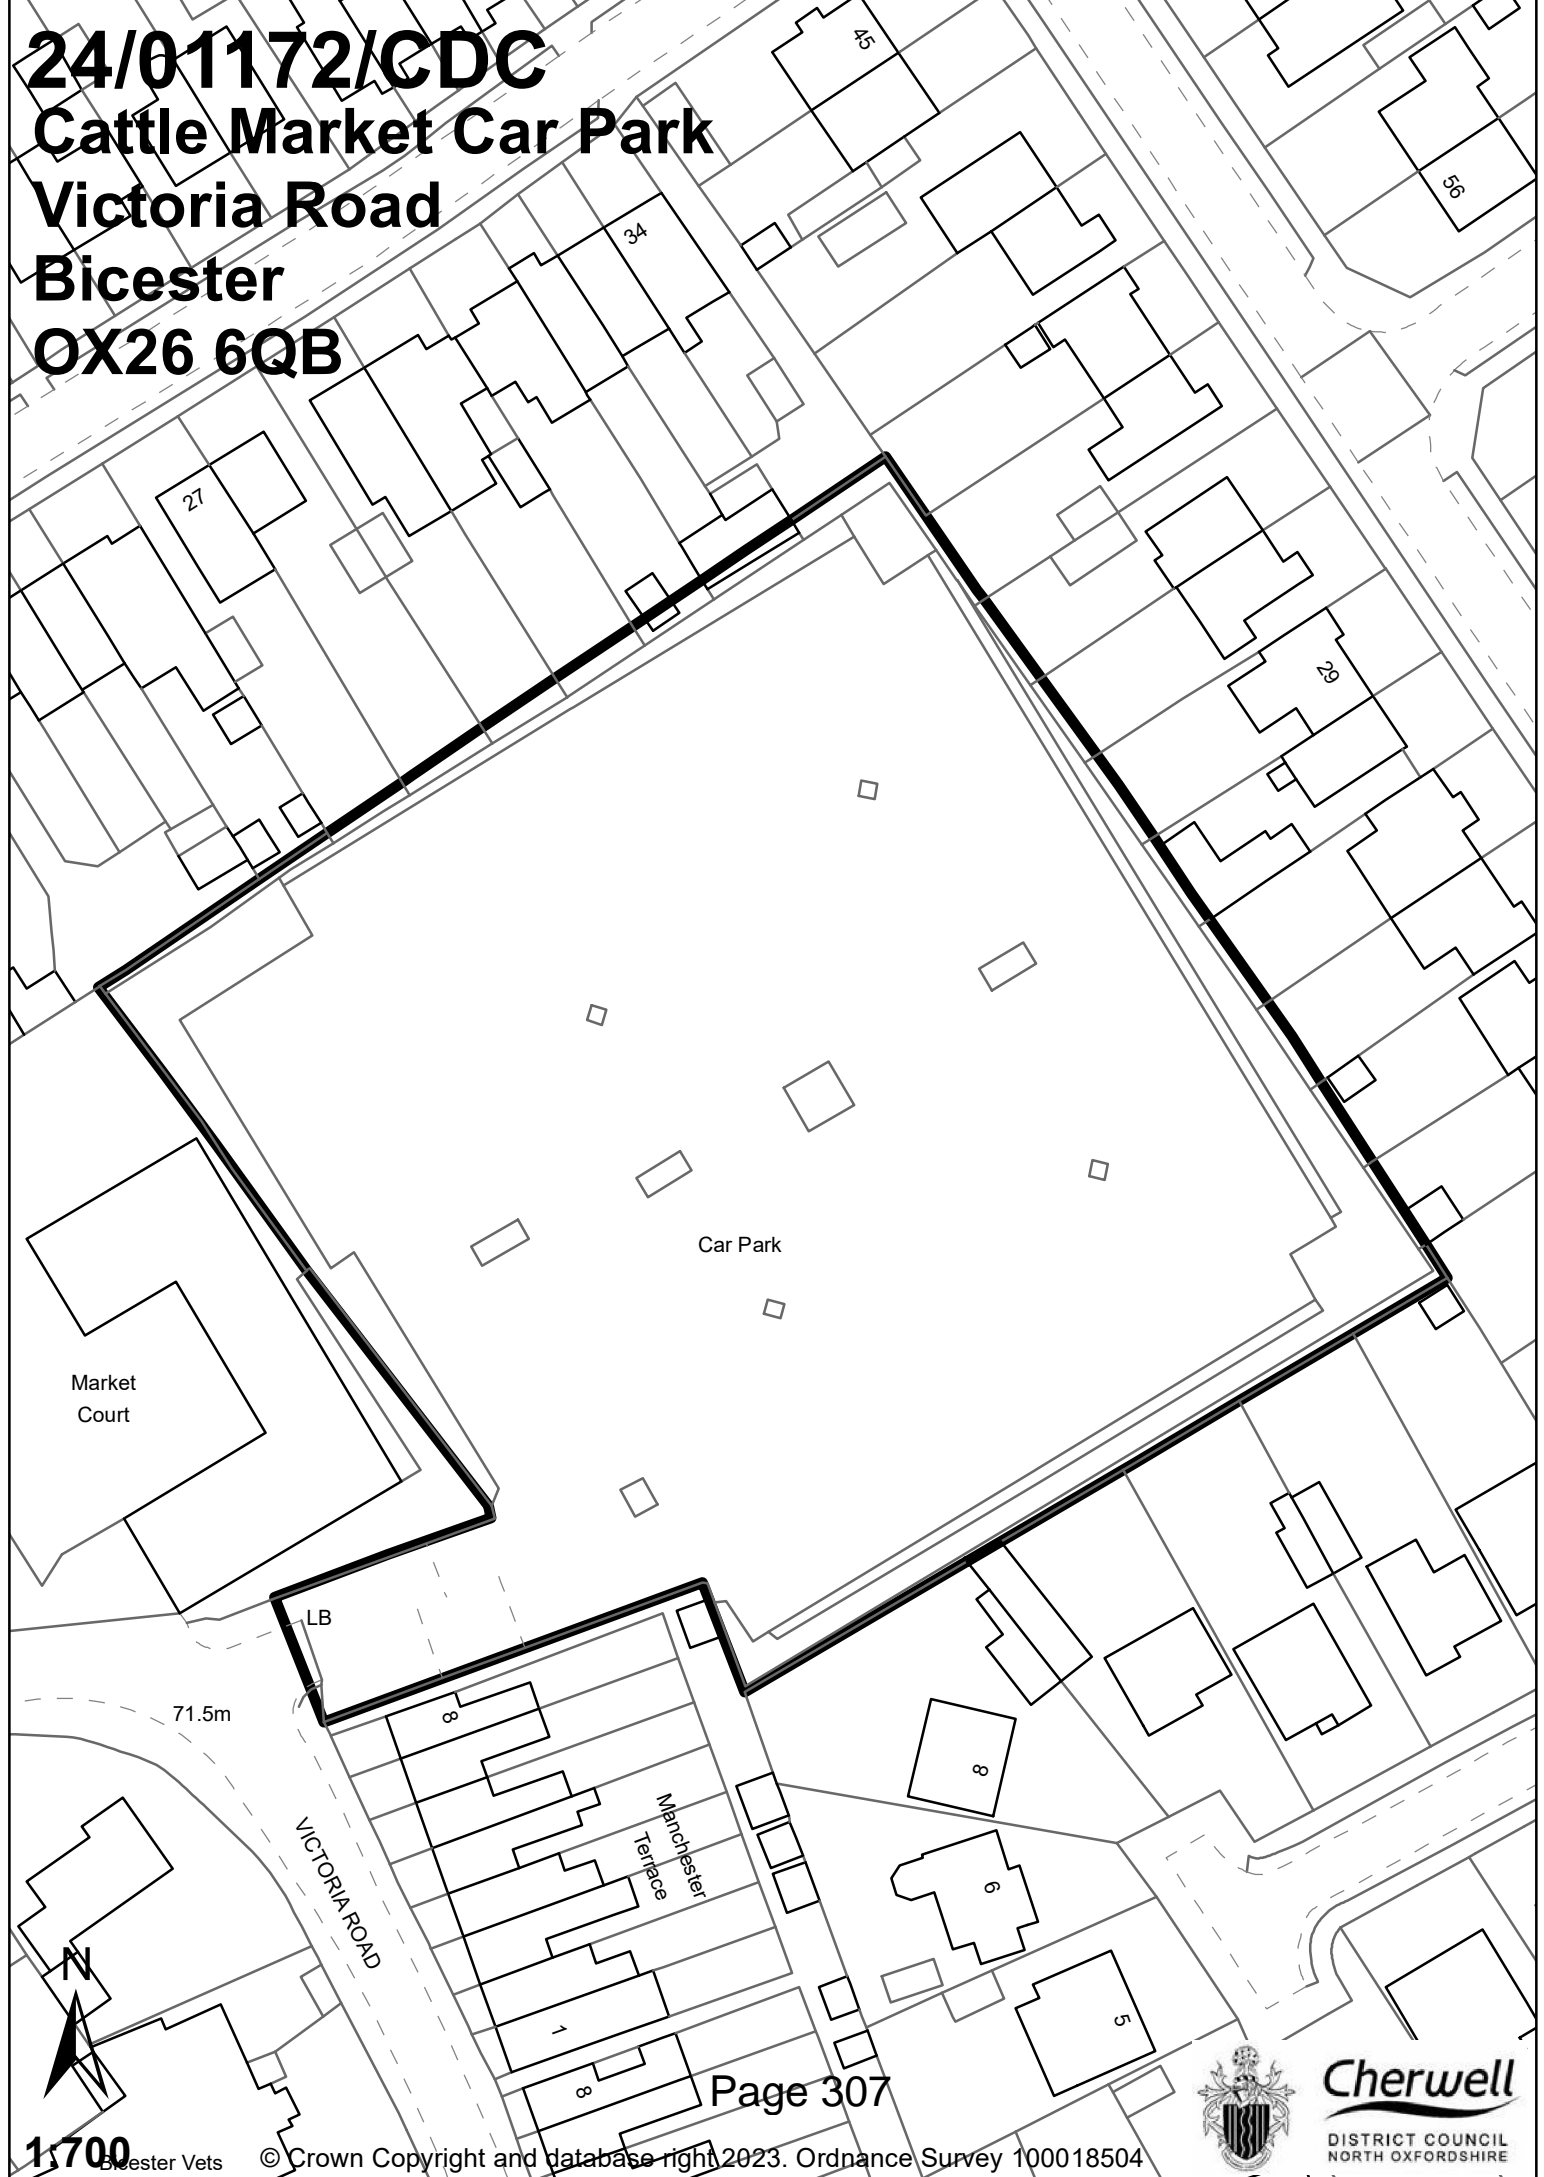 24/01172/CDC
Cattle Market Car Park
Victoria Road
Bicester
OX26 6QB
45
56
34
27
29
Car Park
Market
Court
LB
71.5m
8
VICTORIA ROAD
Manchester
Terrace
8
6
5
1
8
N
Page 307
1:700
Bicester Vets
© Crown Copyright and database right 2023. Ordnance Survey 100018504
Cherwell
DISTRICT COUNCIL
NORTH OXFORDSHIRE